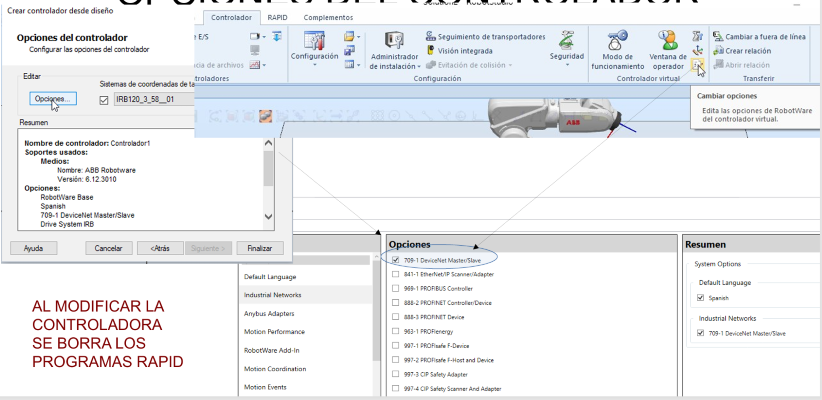 OPCIONES DEL CONTROLADOR
Crear controlador desde diseño
Opciones del controlador
Configurar las opciones del controlador
Editar
Opciones...
Sistemas de coordenadas de ta
IRB120_3_58__01
Resumen
Nombre de controlador: Controlador1
Soportes usados:
Medios:
Nombre: ABB Robotware
Versión: 6.12.3010
Opciones:
RobotWare Base
Spanish
709-1 DeviceNet Master/Slave
Drive System IRB
Ayuda
Cancelar
<Atrás
Siguiente >
Finalizar
Controlador
RAPID
Complementos
E/S
cia de archivos
troladores
Configuración
Administrador
de instalación
Seguimiento de transportadores
Visión integrada
Evitación de colisión
Seguridad
Configuración
Modo de
funcionamiento
Ventana de
operador
Controlador virtual
Cambiar a fuera de línea
Crear relación
Abrir relación
Transferir
Cambiar opciones
Edita las opciones de RobotWare
del controlador virtual.
ABB
Default Language
Industrial Networks
Anybus Adapters
Motion Performance
RobotWare Add-In
Motion Coordination
Motion Events
Opciones
709-1 DeviceNet Master/Slave
841-1 EtherNet/IP Scanner/Adapter
969-1 PROFIBUS Controller
888-2 PROFINET Controller/Device
888-3 PROFINET Device
963-1 PROFIenergy
997-1 PROFIsafe F-Device
997-2 PROFIsafe F-Host and Device
997-3 CIP Safety Adapter
997-4 CIP Safety Scanner And Adapter
Resumen
System Options
Default Language
Spanish
Industrial Networks
709-1 DeviceNet Master/Slave
AL MODIFICAR LA
CONTROLADORA
SE BORRA LOS
PROGRAMAS RAPID